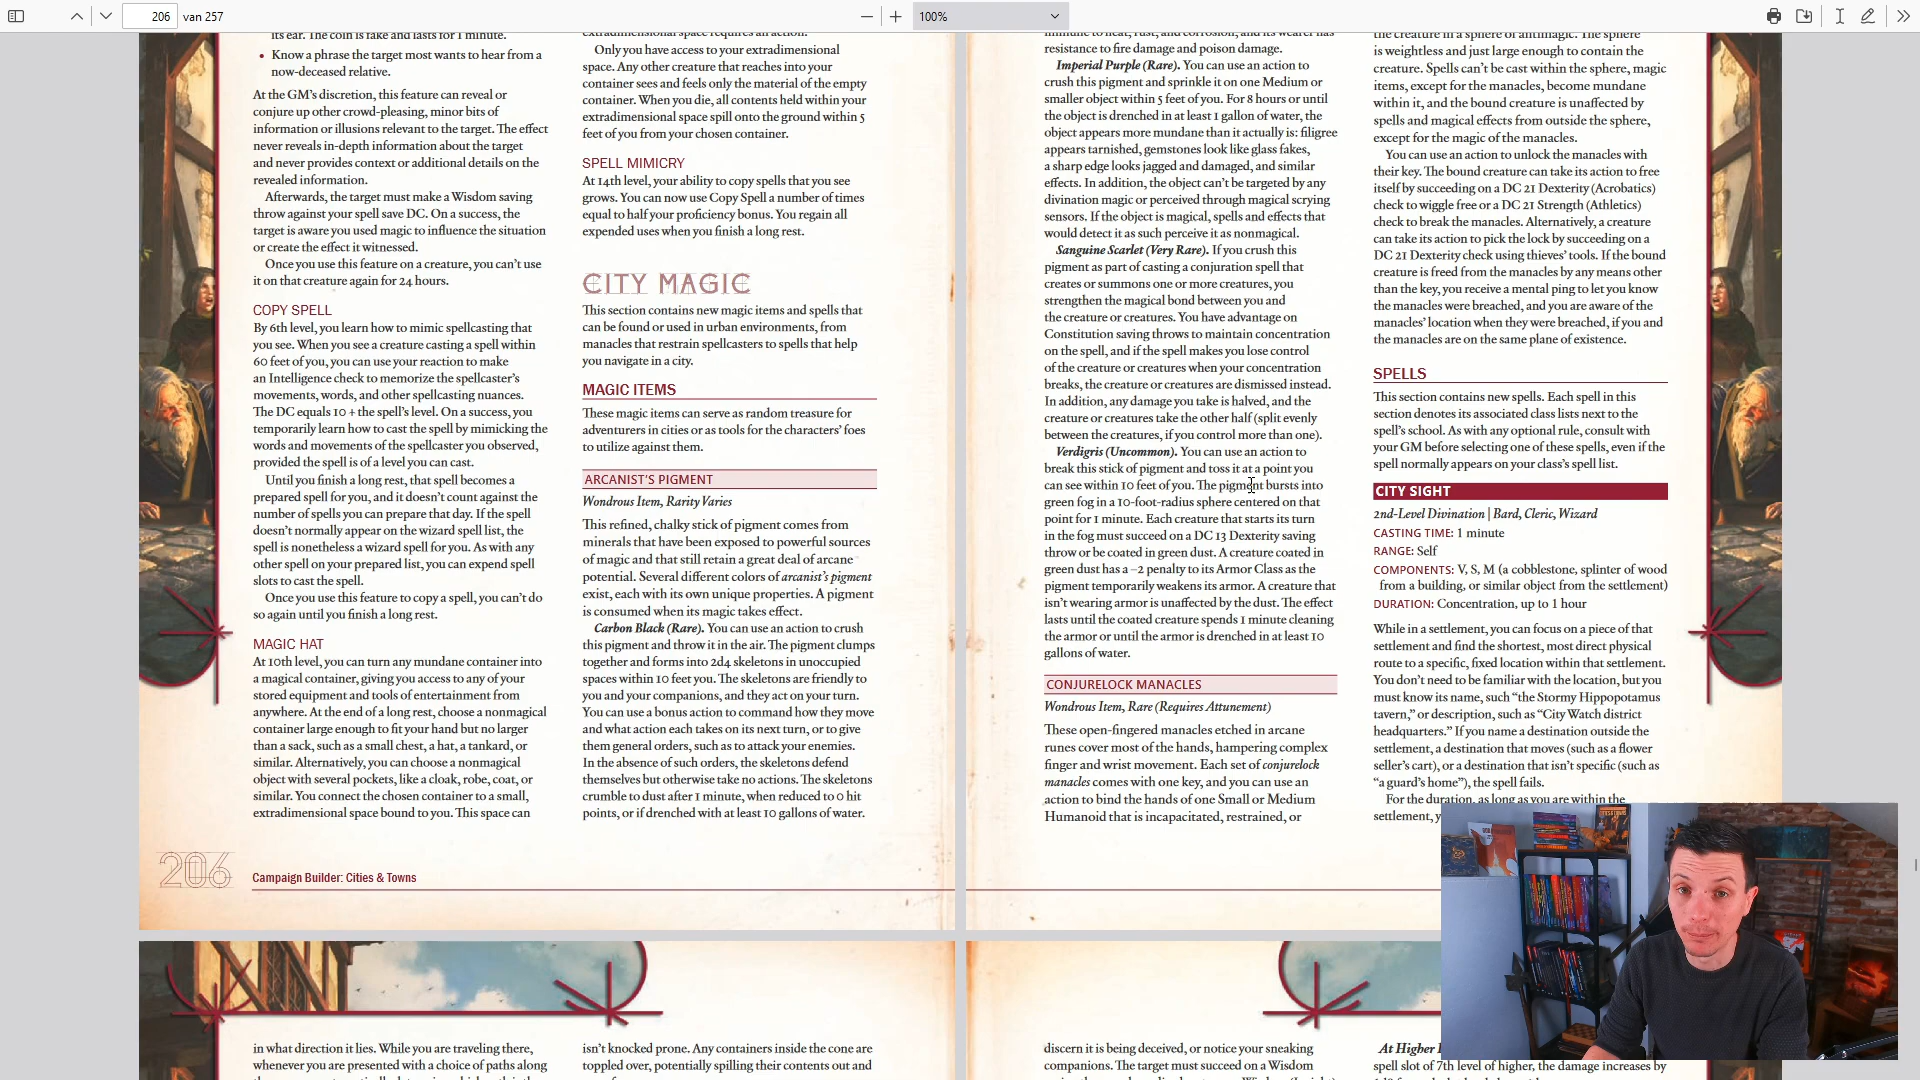 206
van 257
100%
its ear. The coin is fake and lasts for 1 minute.
• Know a phrase the target most wants to hear from a
now-deceased relative.
At the GM's discretion, this feature can reveal or
conjure up other crowd-pleasing, minor bits of
information or illusions relevant to the target. The effect
never reveals in-depth information about the target
and never provides context or additional details on the
revealed information.
Afterwards, the target must make a Wisdom saving
throw against your spell save DC. On a success, the
target is aware you used magic to influence the situation
or create the effect it witnessed.
Once you use this feature on a creature, you can't use
it on that creature again for 24 hours.
COPY SPELL
By 6th level, you learn how to mimic spellcasting that
you see. When you see a creature casting a spell within
60 feet of you, you can use your reaction to make
an Intelligence check to memorize the spellcaster's
movements, words, and other spellcasting nuances.
The DC equals 10 + the spell's level. On a success, you
temporarily learn how to cast the spell by mimicking the
words and movements of the spellcaster you observed,
provided the spell is of a level you can cast.
Until you finish a long rest, that spell becomes a
prepared spell for you, and it doesn't count against the
number of spells you can prepare that day. If the spell
doesn't normally appear on the wizard spell list, the
spell is nonetheless a wizard spell for you. As with any
other spell on your prepared list, you can expend spell
slots to cast the spell.
Once you use this feature to copy a spell, you can't do
so again until you finish a long rest.
MAGIC HAT
At 10th level, you can turn any mundane container into
a magical container, giving you access to any of your
stored equipment and tools of entertainment from
anywhere. At the end of a long rest, choose a nonmagical
container large enough to fit your hand but no larger
than a sack, such as a small chest, a hat, a tankard, or
similar. Alternatively, you can choose a nonmagical
object with several pockets, like a cloak, robe, coat, or
similar. You connect the chosen container to a small,
extradimensional space bound to you. This space can
extradimensional space requires an action.
Only you have access to your extradimensional
space. Any other creature that reaches into your
container sees and feels only the material of the empty
container. When you die, all contents held within your
extradimensional space spill onto the ground within 5
feet of you from your chosen container.
SPELL MIMICRY
At 14th level, your ability to copy spells that you see
grows. You can now use Copy Spell a number of times
equal to half your proficiency bonus. You regain all
expended uses when you finish a long rest.
CITY MAGIC
This section contains new magic items and spells that
can be found or used in urban environments, from
manacles that restrain spellcasters to spells that help
you navigate in a city.
MAGIC ITEMS
These magic items can serve as random treasure for
adventurers in cities or as tools for the characters' foes
to utilize against them.
ARCANIST'S PIGMENT
Wondrous Item, Rarity Varies
This refined, chalky stick of pigment comes from
minerals that have been exposed to powerful sources
of magic and that still retain a great deal of arcane
potential. Several different colors of arcanist's pigment
exist, each with its own unique properties. A pigment
is consumed when its magic takes effect.
Carbon Black (Rare). You can use an action to crush
this pigment and throw it in the air. The pigment clumps
together and forms into 2d4 skeletons in unoccupied
spaces within 10 feet you. The skeletons are friendly to
you and your companions, and they act on your turn.
You can use a bonus action to command how they move
and what action each takes on its next turn, or to give
them general orders, such as to attack your enemies.
In the absence of such orders, the skeletons defend
themselves but otherwise take no actions. The skeletons
crumble to dust after 1 minute, when reduced to 0 hit
points, or if drenched with at least 10 gallons of water.
206
Campaign Builder: Cities & Towns
immune to heat, rust, and corrosion, and its wearer has
resistance to fire damage and poison damage.
Imperial Purple (Rare). You can use an action to
crush this pigment and sprinkle it on one Medium or
smaller object within 5 feet of you. For 8 hours or until
the object is drenched in at least 1 gallon of water, the
object appears more mundane than it actually is: filigree
appears tarnished, gemstones look like glass fakes,
a sharp edge looks jagged and damaged, and similar
effects. In addition, the object can't be targeted by any
divination magic or perceived through magical scrying
sensors. If the object is magical, spells and effects that
would detect it as such perceive it as nonmagical.
Sanguine Scarlet (Very Rare). If you crush this
pigment as part of casting a conjuration spell that
creates or summons one or more creatures, you
strengthen the magical bond between you and
the creature or creatures. You have advantage on
Constitution saving throws to maintain concentration
on the spell, and if the spell makes you lose control
of the creature or creatures when your concentration
breaks, the creature or creatures are dismissed instead.
In addition, any damage you take is halved, and the
creature or creatures take the other half (split evenly
between the creatures, if you control more than one).
Verdigris (Uncommon). You can use an action to
break this stick of pigment and toss it at a point you
can see within 10 feet of you. The pigment bursts into
green fog in a 10-foot-radius sphere centered on that
point for 1 minute. Each creature that starts its turn
in the fog must succeed on a DC 13 Dexterity saving
throw or be coated in green dust. A creature coated in
green dust has a −2 penalty to its Armor Class as the
pigment temporarily weakens its armor. A creature that
isn't wearing armor is unaffected by the dust. The effect
lasts until the coated creature spends 1 minute cleaning
the armor or until the armor is drenched in at least 10
gallons of water.
CONJURELOCK MANACLES
Wondrous Item, Rare (Requires Attunement)
These open-fingered manacles etched in arcane
runes cover most of the hands, hampering complex
finger and wrist movement. Each set of conjurelock
manacles comes with one key, and you can use an
action to bind the hands of one Small or Medium
Humanoid that is incapacitated, restrained, or
the creature in a sphere of antimagic. The sphere
is weightless and just large enough to contain the
creature. Spells can't be cast within the sphere, magic
items, except for the manacles, become mundane
within it, and the bound creature is unaffected by
spells and magical effects from outside the sphere,
except for the magic of the manacles.
You can use an action to unlock the manacles with
their key. The bound creature can take its action to free
itself by succeeding on a DC 21 Dexterity (Acrobatics)
check to wiggle free or a DC 21 Strength (Athletics)
check to break the manacles. Alternatively, a creature
can take its action to pick the lock by succeeding on a
DC 21 Dexterity check using thieves' tools. If the bound
creature is freed from the manacles by any means other
than the key, you receive a mental ping to let you know
the manacles were breached, and you are aware of the
manacles' location when they were breached, if you and
the manacles are on the same plane of existence.
SPELLS
This section contains new spells. Each spell in this
section denotes its associated class lists next to the
spell's school. As with any optional rule, consult with
your GM before selecting one of these spells, even if the
spell normally appears on your class's spell list.
CITY SIGHT
2nd-Level Divination | Bard, Cleric, Wizard
CASTING TIME: 1 minute
RANGE: Self
COMPONENTS: V, S, M (a cobblestone, splinter of wood
from a building, or similar object from the settlement)
DURATION: Concentration, up to 1 hour
While in a settlement, you can focus on a piece of that
settlement and find the shortest, most direct physical
route to a specific, fixed location within that settlement.
You don't need to be familiar with the location, but you
must know its name, such "the Stormy Hippopotamus
tavern," or description, such as "City Watch district
headquarters." If you name a destination outside the
settlement, a destination that moves (such as a flower
seller's cart), or a destination that isn't specific (such as
"a guard's home"), the spell fails.
For the duration, as long as you are within the
settlement, y
in what direction it lies. While you are traveling there,
whenever you are presented with a choice of paths along
isn't knocked prone. Any containers inside the cone are
toppled over, potentially spilling their contents out and
discern it is being deceived, or notice your sneaking
companions. The target must succeed on a Wisdom
At Higher
spell slot of 7th level of higher, the damage increases by